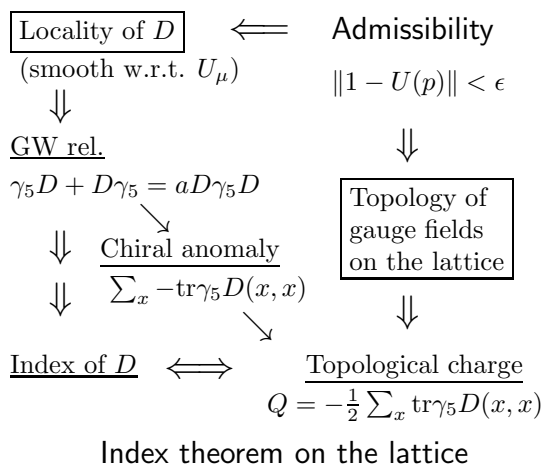 Locality of D ⟸ Admissibility
(smooth w.r.t. U_μ)
‖1 − U(p)‖ < ϵ
⇓
⇓
GW rel.
γ₅D + Dγ₅ = aDγ₅D
↘
Topology of
gauge fields
on the lattice
⇓
Chiral anomaly
∑ₓ −trγ₅D(x, x)
⇓
↘
⇓
Index of D ⟺ Topological charge
Q = −½ ∑ₓ trγ₅D(x, x)
Index theorem on the lattice